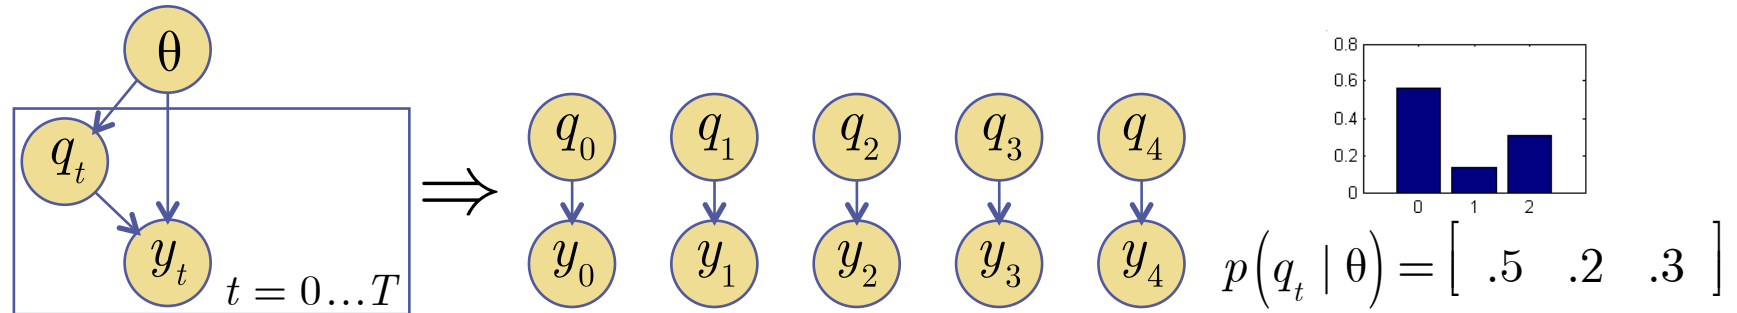 θ
q_t
y_t
t = 0...T
⇒
q_0 q_1 q_2 q_3 q_4
y_0 y_1 y_2 y_3 y_4
0.8
0.6
0.4
0.2
0
0 1 2
p(q_t | θ) = [ .5 .2 .3 ]